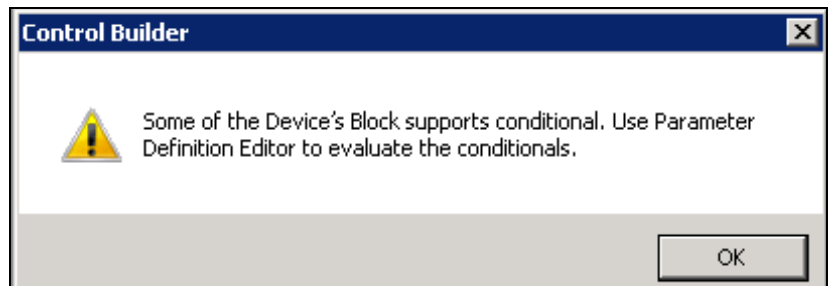 Control Builder
Some of the Device's Block supports conditional. Use Parameter
Definition Editor to evaluate the conditionals.
OK